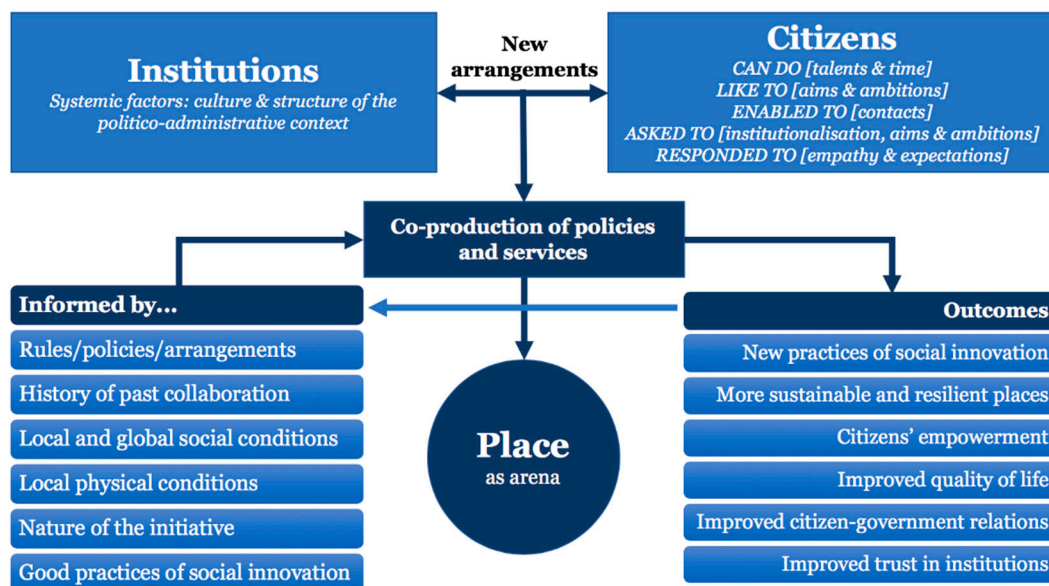 Institutions
Systemic factors: culture & structure of the
politico-administrative context
New
arrangements
Citizens
CAN DO [talents & time]
LIKE TO [aims & ambitions]
ENABLED TO [contacts]
ASKED TO [institutionalisation, aims & ambitions]
RESPONDED TO [empathy & expectations]
Co-production of policies
and services
Informed by...
Rules/policies/arrangements
History of past collaboration
Local and global social conditions
Local physical conditions
Nature of the initiative
Good practices of social innovation
Place
as arena
Outcomes
New practices of social innovation
More sustainable and resilient places
Citizens' empowerment
Improved quality of life
Improved citizen-government relations
Improved trust in institutions